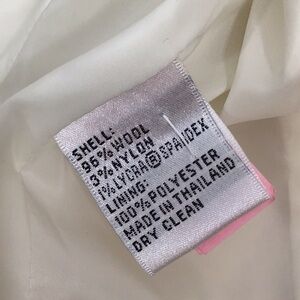 SHELL:
96% WOOL
3% NYLON
1% LYCRA® SPANDEX
LINING:
100% POLYESTER
MADE IN THAILAND
DRY CLEAN